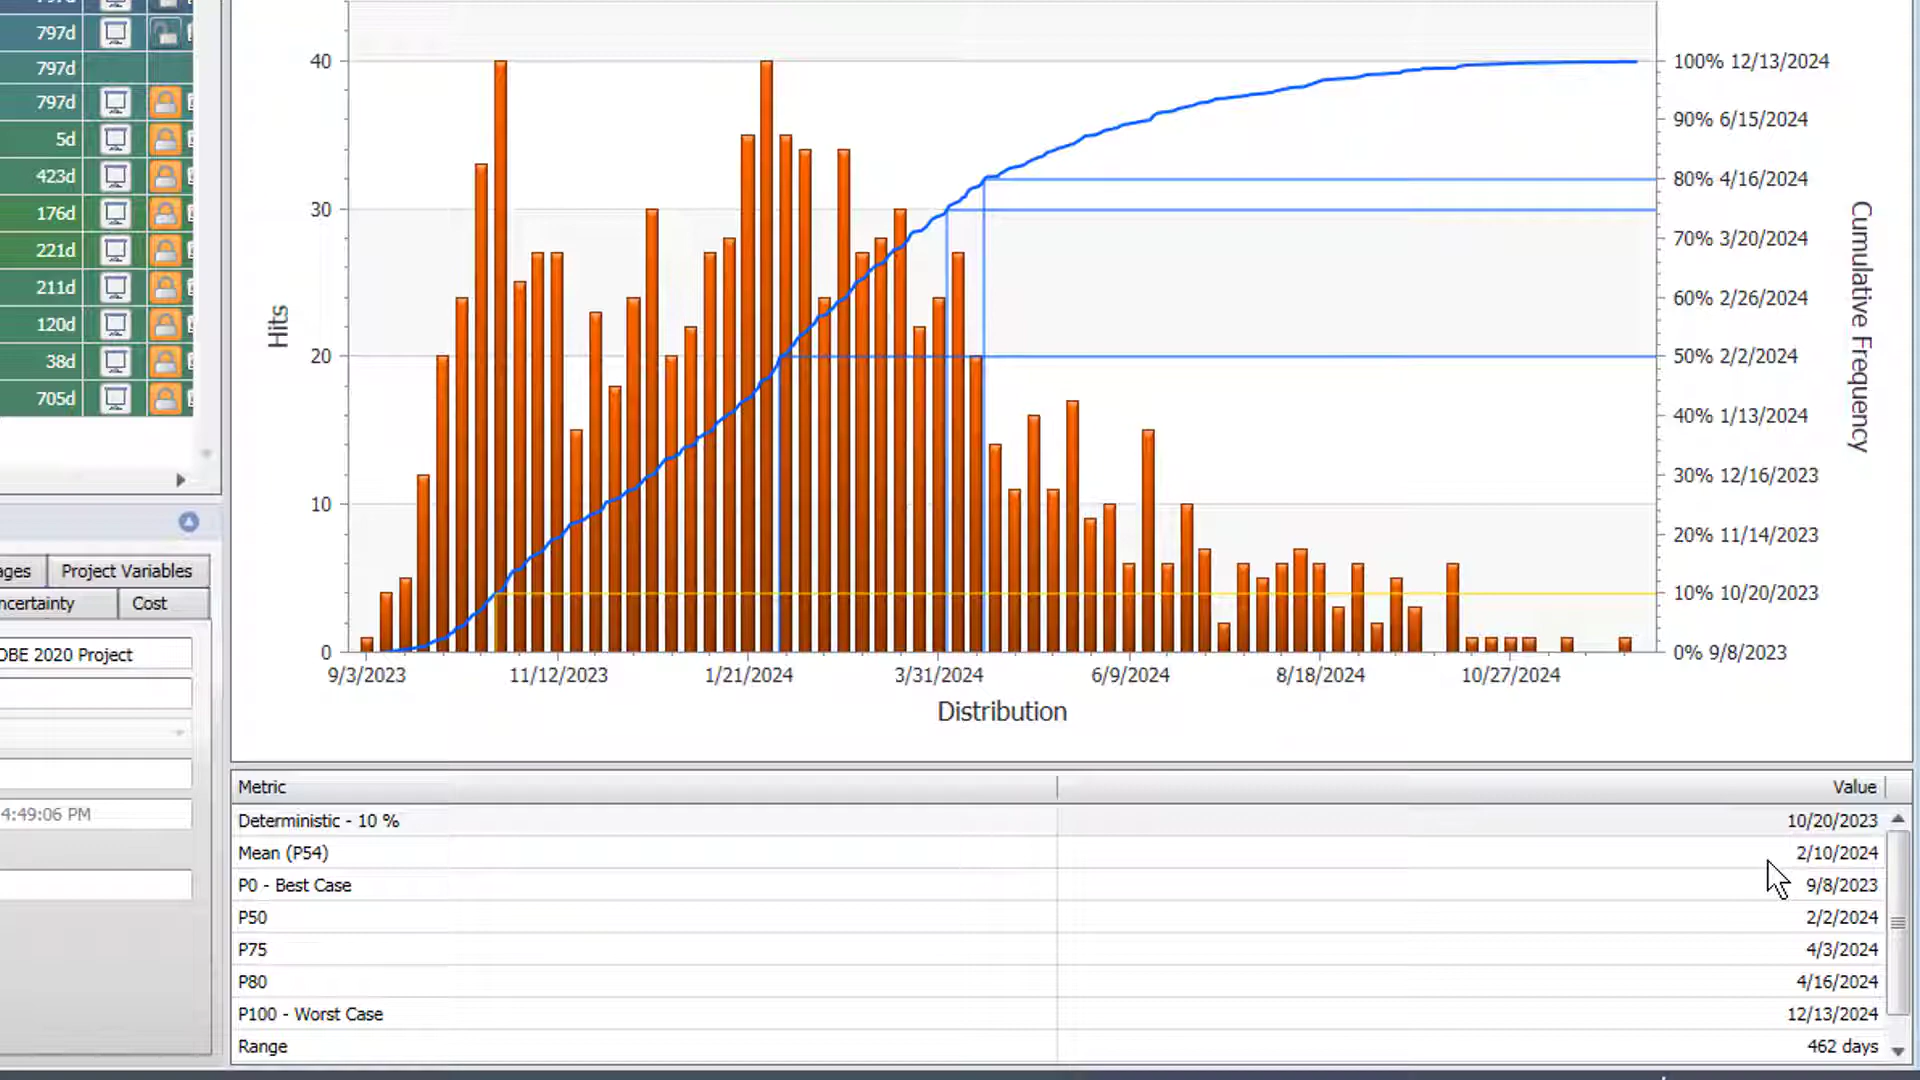 797d
797d
797d
797d
5d
423d
176d
221d
211d
120d
38d
705d
ages
Project Variables
ncertainty
Cost
OBE 2020 Project
4:49:06 PM
40
30
20
10
0
Hits
100% 12/13/2024
90% 6/15/2024
80% 4/16/2024
70% 3/20/2024
60% 2/26/2024
50% 2/2/2024
40% 1/13/2024
30% 12/16/2023
20% 11/14/2023
10% 10/20/2023
0% 9/8/2023
Cumulative Frequency
9/3/2023
11/12/2023
1/21/2024
3/31/2024
6/9/2024
8/18/2024
10/27/2024
Distribution
Metric Value
Deterministic - 10 % 10/20/2023
Mean (P54) 2/10/2024
P0 - Best Case 9/8/2023
P50 2/2/2024
P75 4/3/2024
P80 4/16/2024
P100 - Worst Case 12/13/2024
Range 462 days